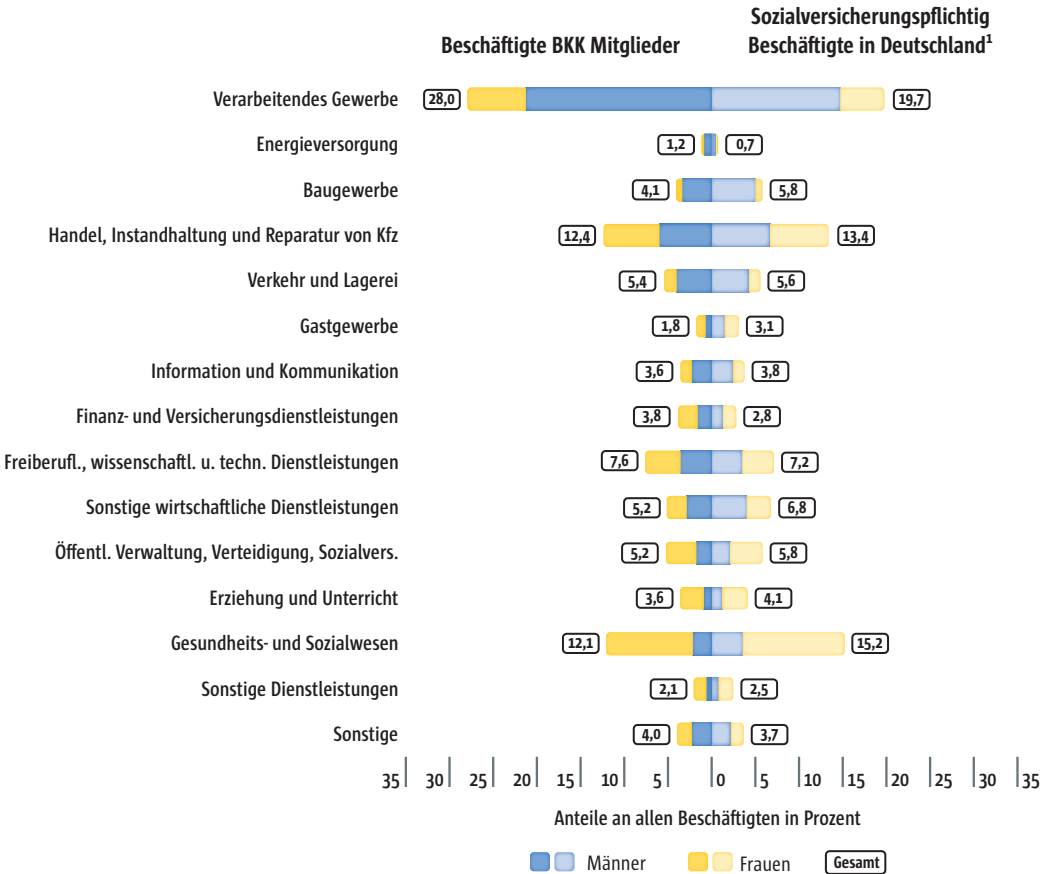 Beschäftigte BKK Mitglieder
Sozialversicherungspflichtig
Beschäftigte in Deutschland¹
Verarbeitendes Gewerbe 28,0 19,7
Energieversorgung 1,2 0,7
Baugewerbe 4,1 5,8
Handel, Instandhaltung und Reparatur von Kfz 12,4 13,4
Verkehr und Lagerei 5,4 5,6
Gastgewerbe 1,8 3,1
Information und Kommunikation 3,6 3,8
Finanz- und Versicherungsdienstleistungen 3,8 2,8
Freiberufl., wissenschaftl. u. techn. Dienstleistungen 7,6 7,2
Sonstige wirtschaftliche Dienstleistungen 5,2 6,8
Öffentl. Verwaltung, Verteidigung, Sozialvers. 5,2 5,8
Erziehung und Unterricht 3,6 4,1
Gesundheits- und Sozialwesen 12,1 15,2
Sonstige Dienstleistungen 2,1 2,5
Sonstige 4,0 3,7
35 30 25 20 15 10 5 0 5 10 15 20 25 30 35
Anteile an allen Beschäftigten in Prozent
Männer Frauen Gesamt